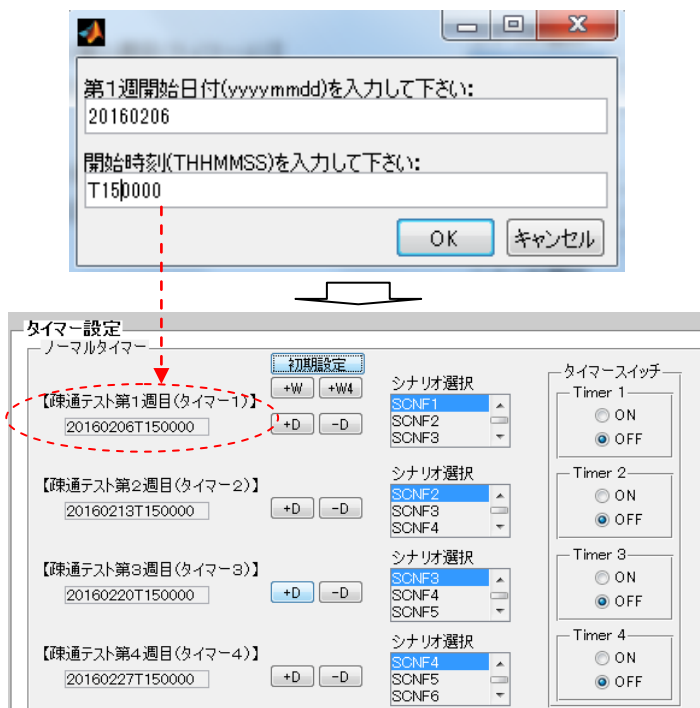 第1週開始日付(yyyymmdd)を入力して下さい:
20160206
開始時刻(THHMMSS)を入力して下さい:
T150000
OK キャンセル
タイマー設定
ノーマルタイマー
初期設定
+W +W4
【疎通テスト第1週目(タイマー1)】
20160206T150000
+D -D
シナリオ選択
SCNF1
SCNF2
SCNF3
タイマースイッチ
Timer 1
ON
OFF
【疎通テスト第2週目(タイマー2)】
20160213T150000
+D -D
シナリオ選択
SCNF2
SCNF3
SCNF4
Timer 2
ON
OFF
【疎通テスト第3週目(タイマー3)】
20160220T150000
+D -D
シナリオ選択
SCNF3
SCNF4
SCNF5
Timer 3
ON
OFF
【疎通テスト第4週目(タイマー4)】
20160227T150000
+D -D
シナリオ選択
SCNF4
SCNF5
SCNF6
Timer 4
ON
OFF